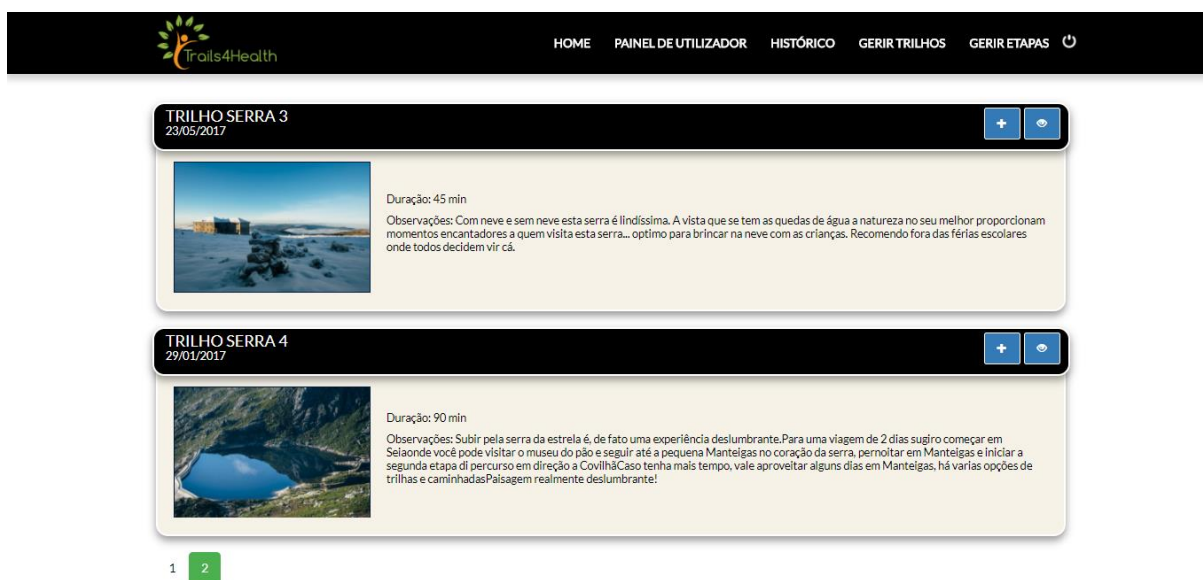 Trails4Health
HOME PAINEL DE UTILIZADOR HISTÓRICO GERIR TRILHOS GERIR ETAPAS
TRILHO SERRA 3
23/05/2017
Duração: 45 min
Observações: Com neve e sem neve esta serra é lindíssima. A vista que se tem as quedas de água a natureza no seu melhor proporcionam
momentos encantadores a quem visita esta serra... optimo para brincar na neve com as crianças. Recomendo fora das férias escolares
onde todos decidem vir cá.
TRILHO SERRA 4
29/01/2017
Duração: 90 min
Observações: Subir pela serra da estrela é, de fato uma experiência deslumbrante.Para uma viagem de 2 dias sugiro começar em
Seiaonde você pode visitar o museu do pão e seguir até a pequena Manteigas no coração da serra, pernoitar em Manteigas e iniciar a
segunda etapa di percurso em direção a CovilhãCaso tenha mais tempo, vale aproveitar alguns dias em Manteigas, há varias opções de
trilhas e caminhadasPaisagem realmente deslumbrante!
1 2